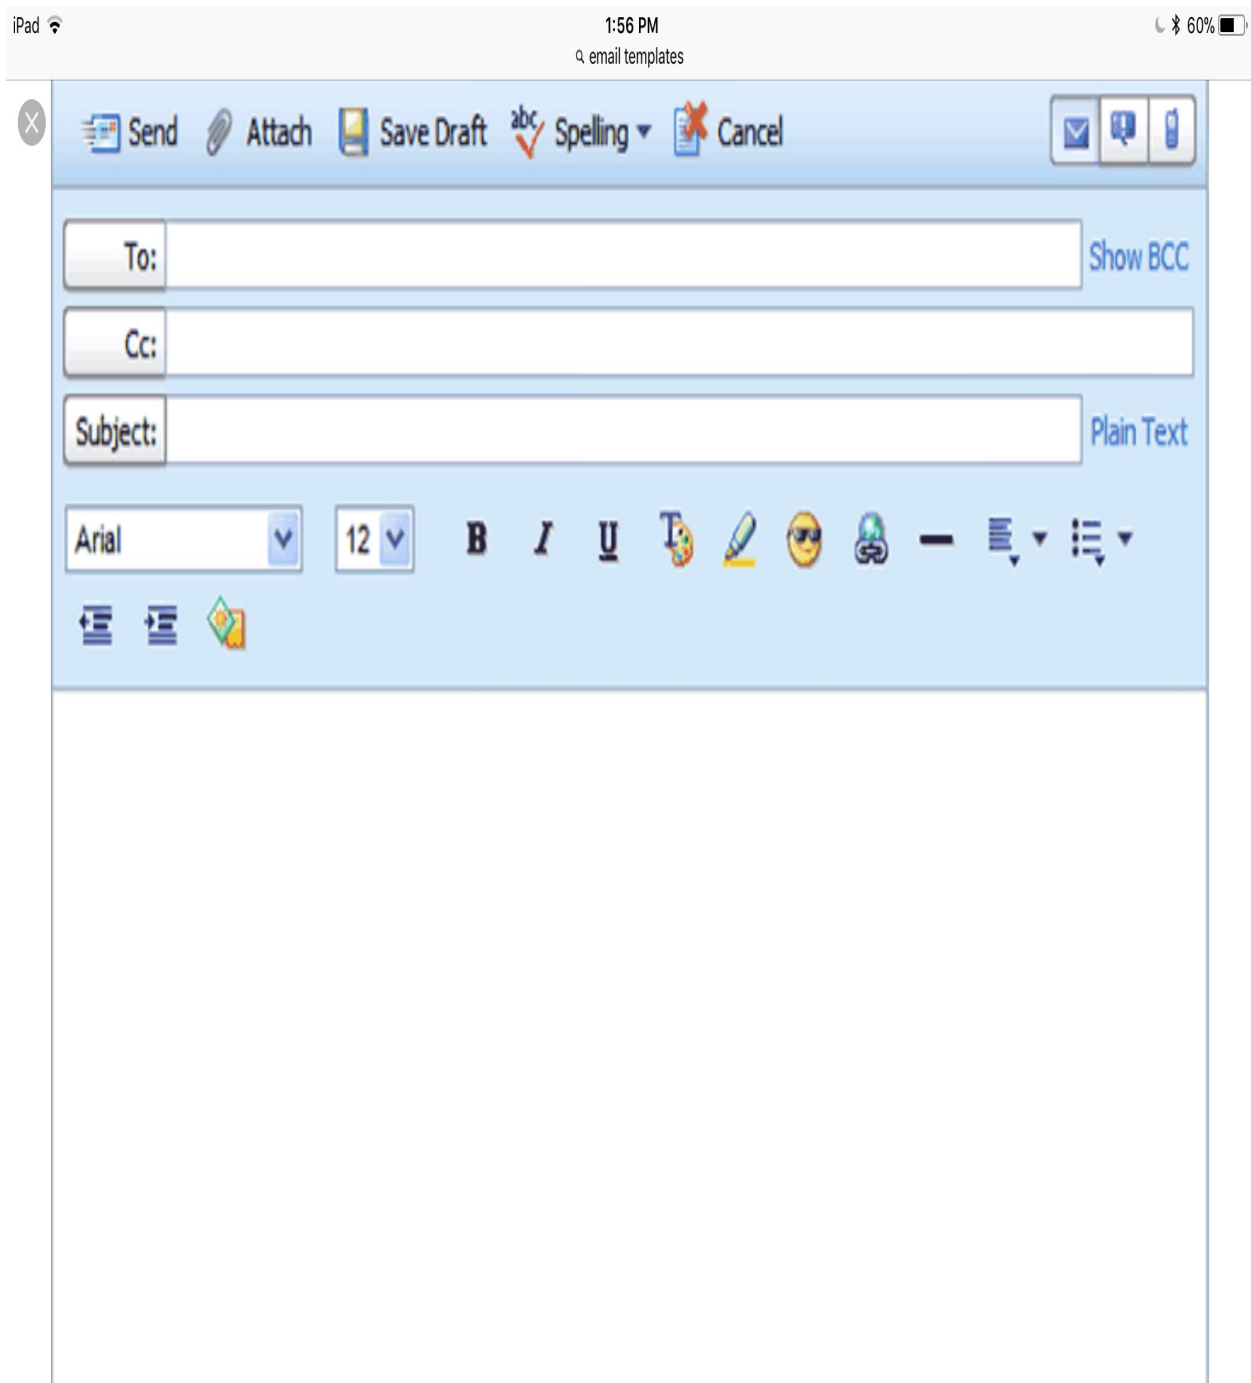 iPad 1:56 PM 60%
email templates
Send Attach Save Draft abc Spelling Cancel
To: Show BCC
Cc:
Subject: Plain Text
Arial 12 B I U T